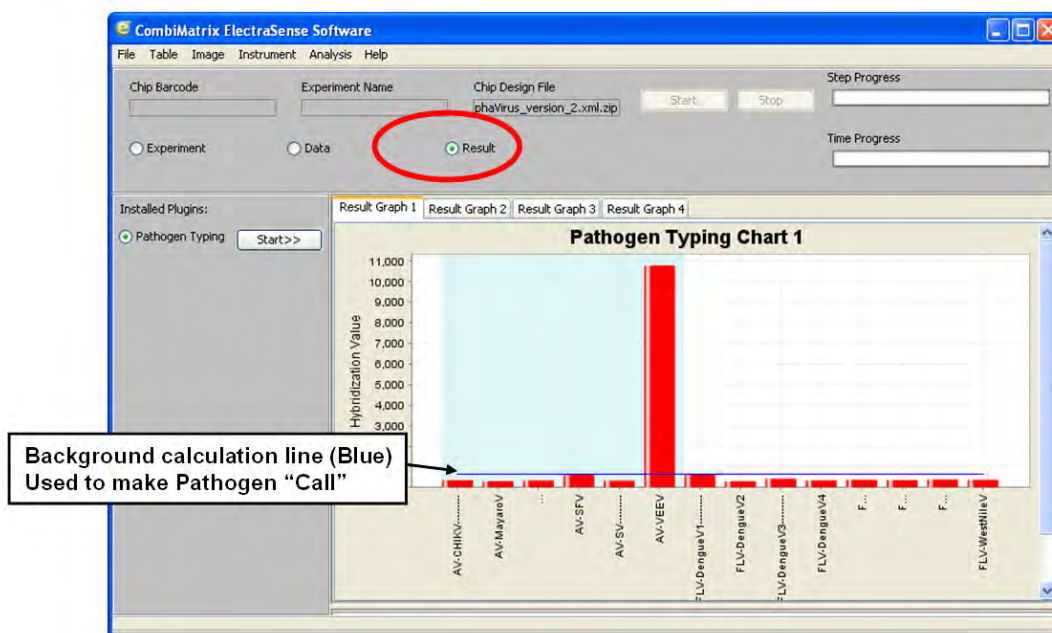 CombiMatrix ElectraSense Software
File Table Image Instrument Analysis Help
Chip Barcode
Experiment Name
Chip Design File
phaVirus_version_2.xml.zip
Start
Stop
Step Progress
Time Progress
Experiment
Data
Result
Installed Plugins:
Pathogen Typing
Start>>
Result Graph 1
Result Graph 2
Result Graph 3
Result Graph 4
Pathogen Typing Chart 1
Hybridization Value
11,000
10,000
9,000
8,000
7,000
6,000
5,000
4,000
3,000
Background calculation line (Blue)
Used to make Pathogen “Call”
AV-CHIKV---------
AV-MayaroV
...
AV-SFV
AV-SV---------
AV-VEEV
FLV-DengueV1---------
FLV-DengueV2
FLV-DengueV3---------
FLV-DengueV4
F...
F...
F...
FLV-WestNileV